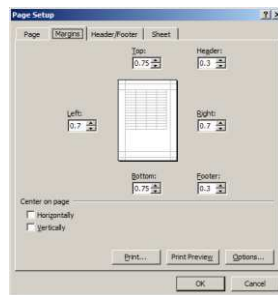 Page Setup
Page Margins Header/Footer Sheet
Top: Header:
0.75 0.3
Left: Right:
0.7 0.7
Bottom: Footer:
0.75 0.3
Center on page
Horizontally
Vertically
Print... Print Preview Options...
OK Cancel